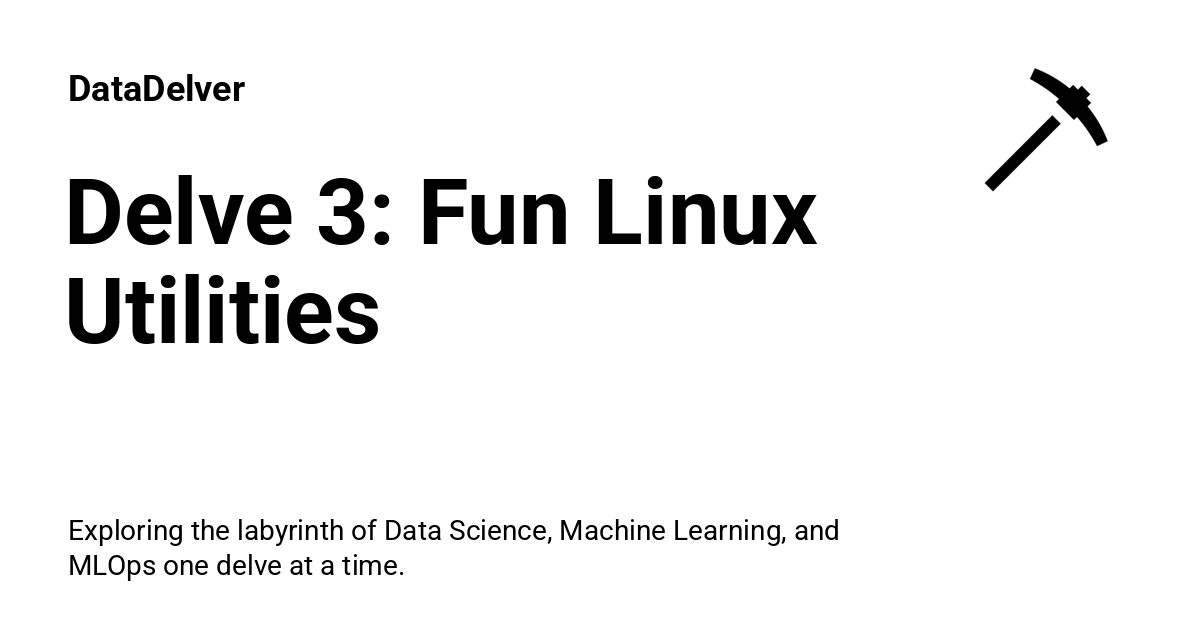 DataDelver
Delve 3: Fun Linux
Utilities
Exploring the labyrinth of Data Science, Machine Learning, and
MLOps one delve at a time.